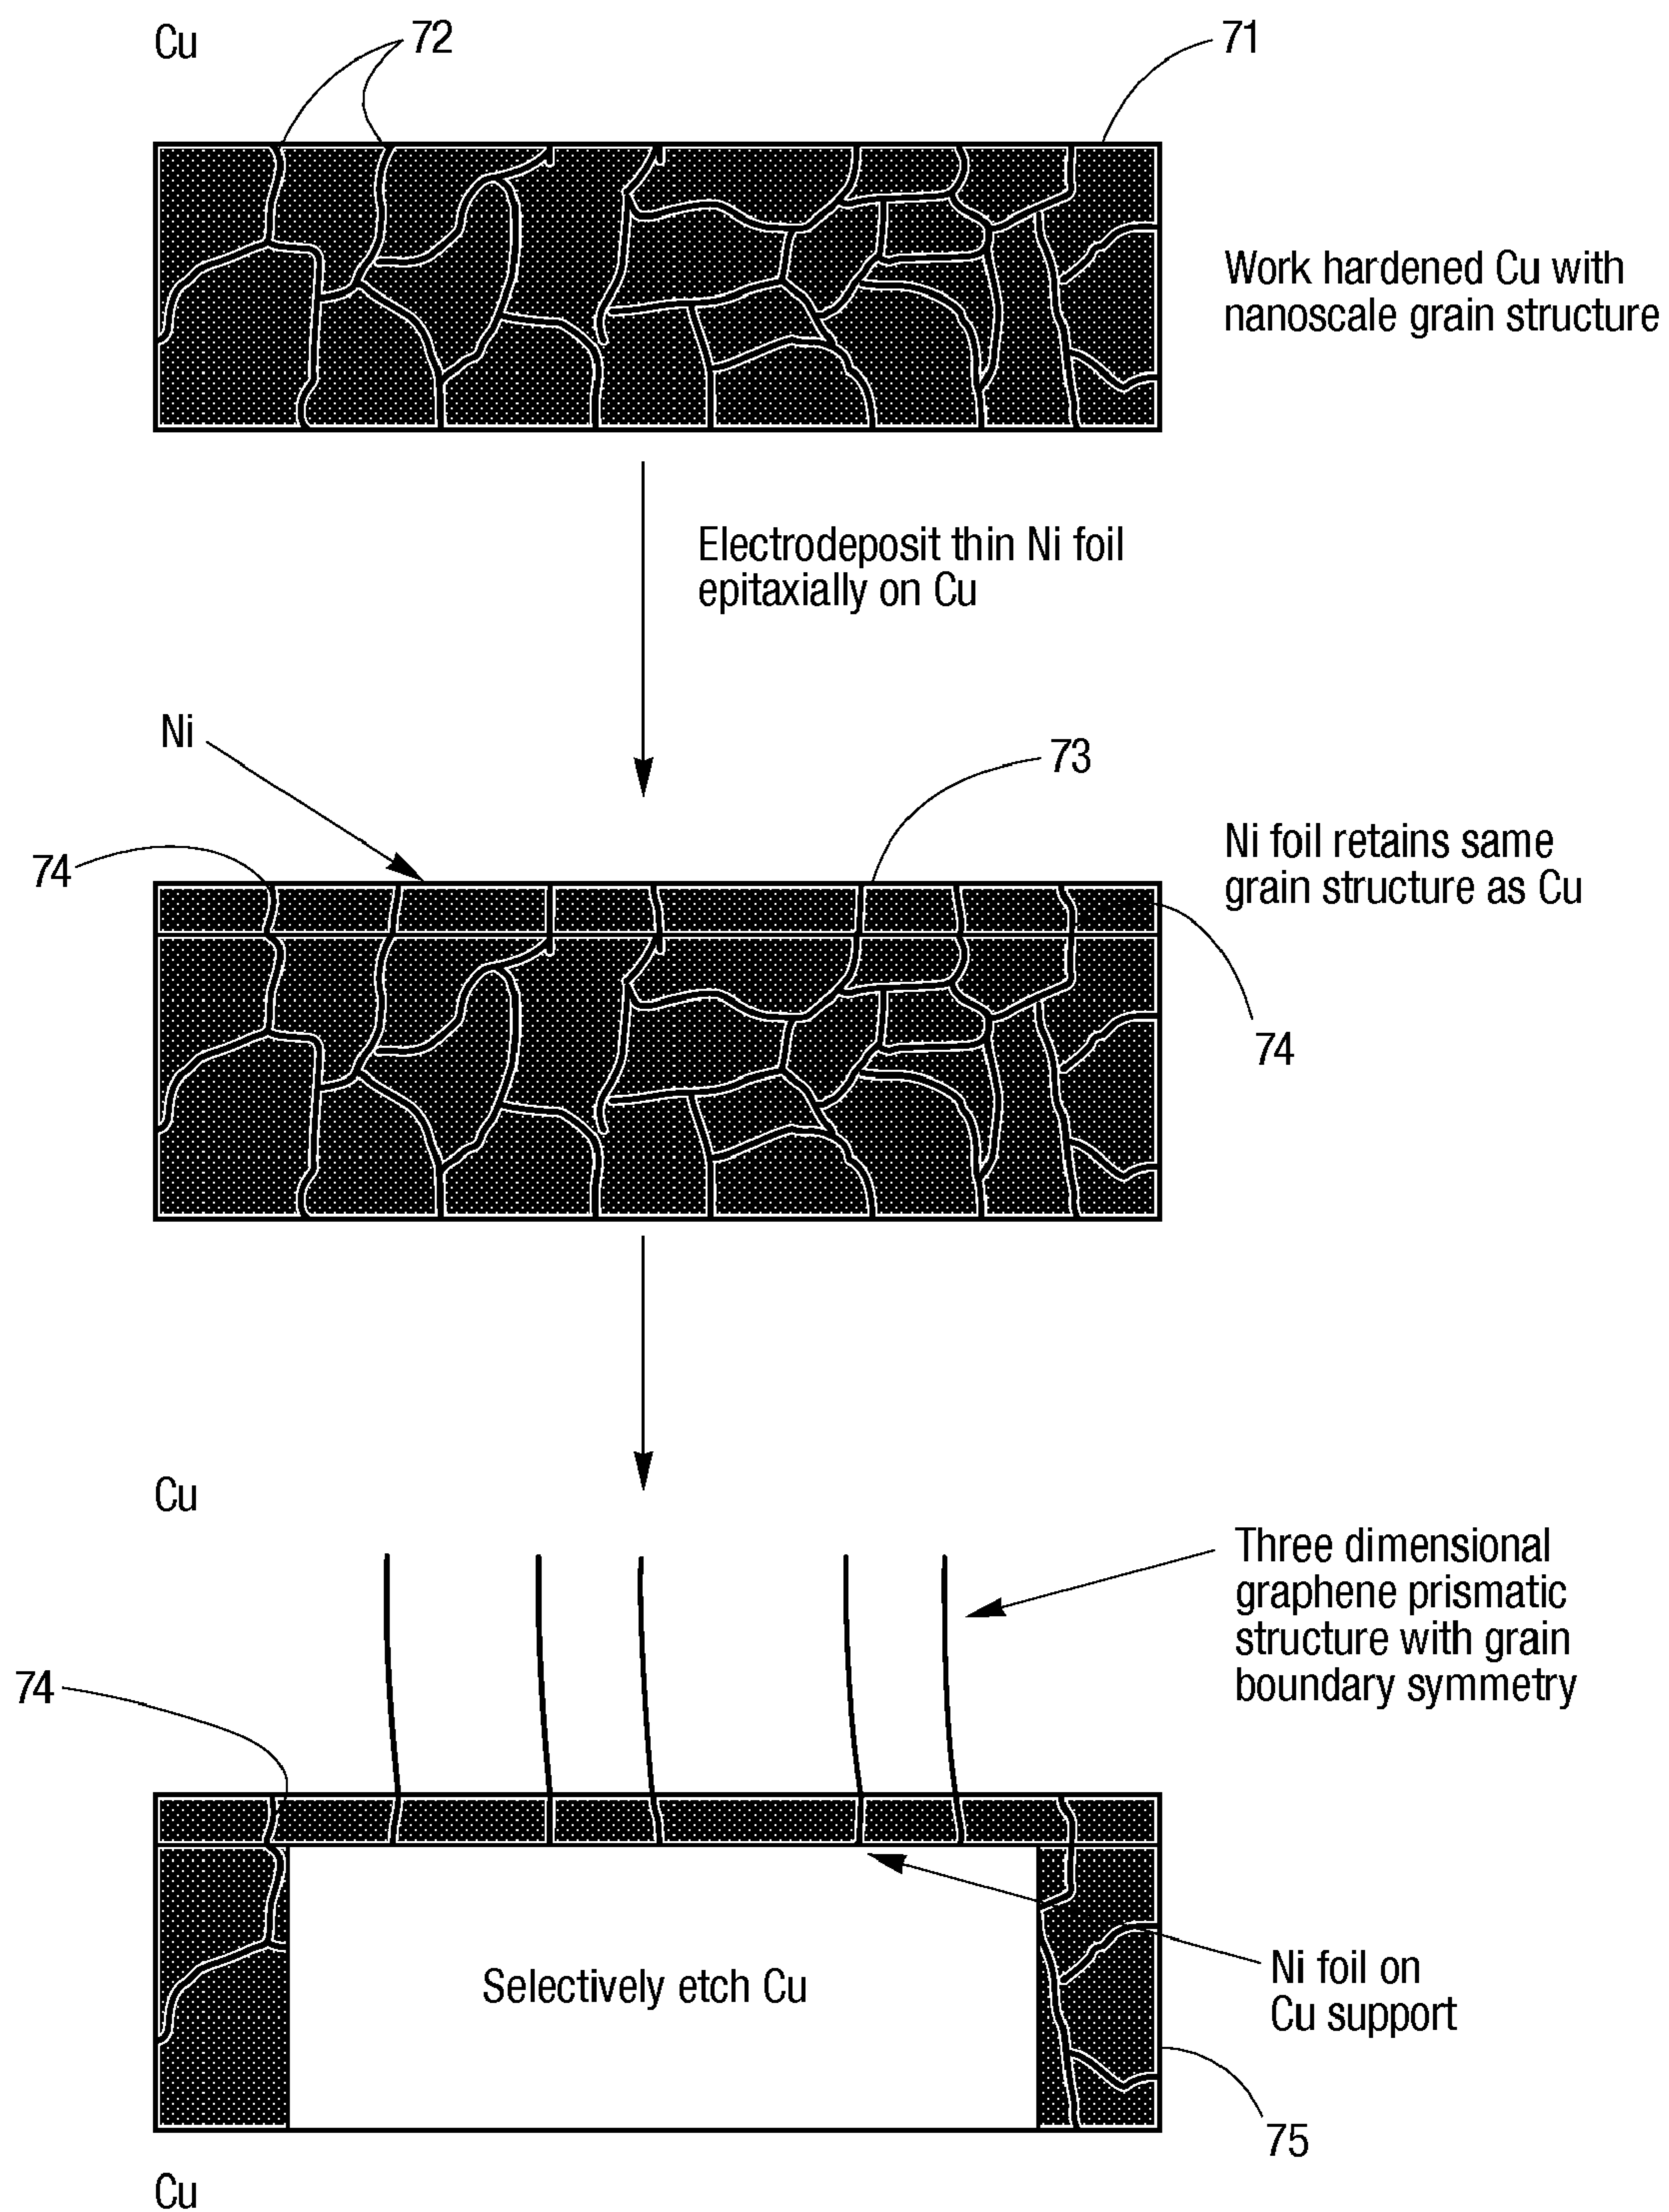 Cu
72
71
Work hardened Cu with
nanoscale grain structure
Electrodeposit thin Ni foil
epitaxially on Cu
Ni
73
74
Ni foil retains same
grain structure as Cu
74
Cu
Three dimensional
graphene prismatic
structure with grain
boundary symmetry
74
Selectively etch Cu
Ni foil on
Cu support
75
Cu